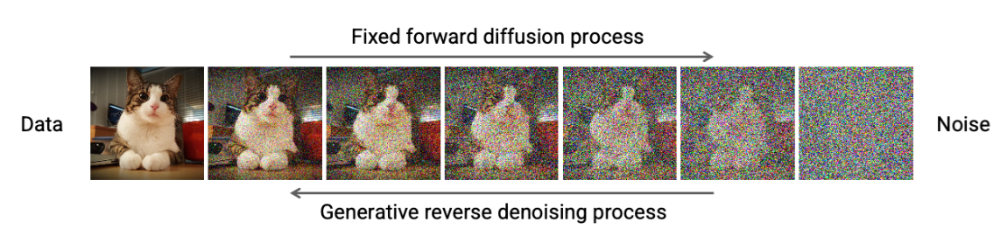 Fixed forward diffusion process
Data
Noise
Generative reverse denoising process